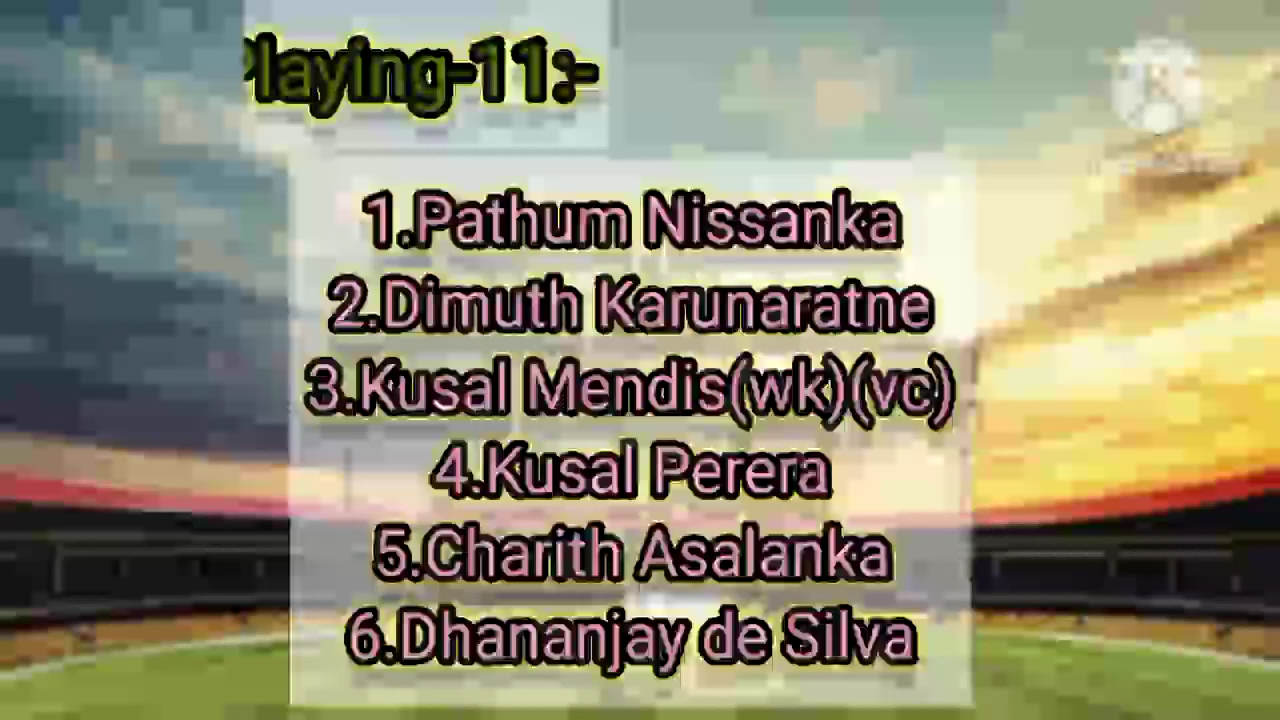 Playing-11:-
1.Pathum Nissanka
2.Dimuth Karunaratne
3.Kusal Mendis(wk)(vc)
4.Kusal Perera
5.Charith Asalanka
6.Dhananjay de Silva